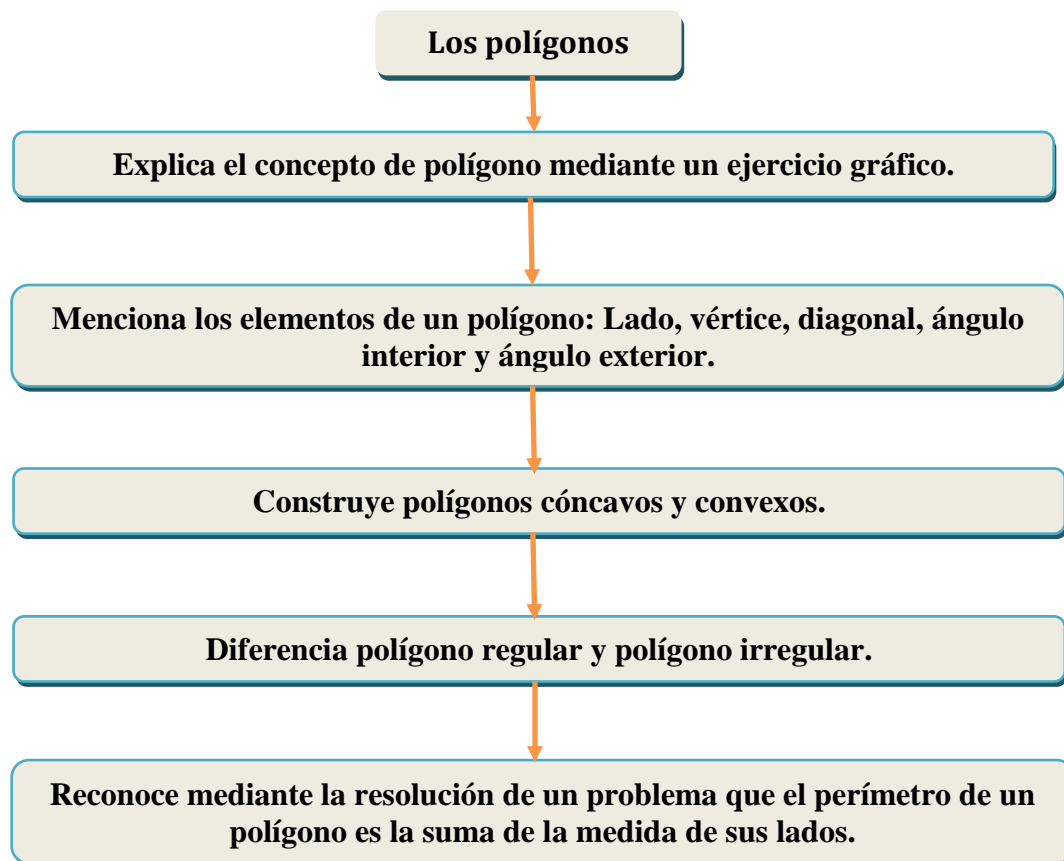 Los polígonos
Explica el concepto de polígono mediante un ejercicio gráfico.
Menciona los elementos de un polígono: Lado, vértice, diagonal, ángulo
interior y ángulo exterior.
Construye polígonos cóncavos y convexos.
Diferencia polígono regular y polígono irregular.
Reconoce mediante la resolución de un problema que el perímetro de un
polígono es la suma de la medida de sus lados.